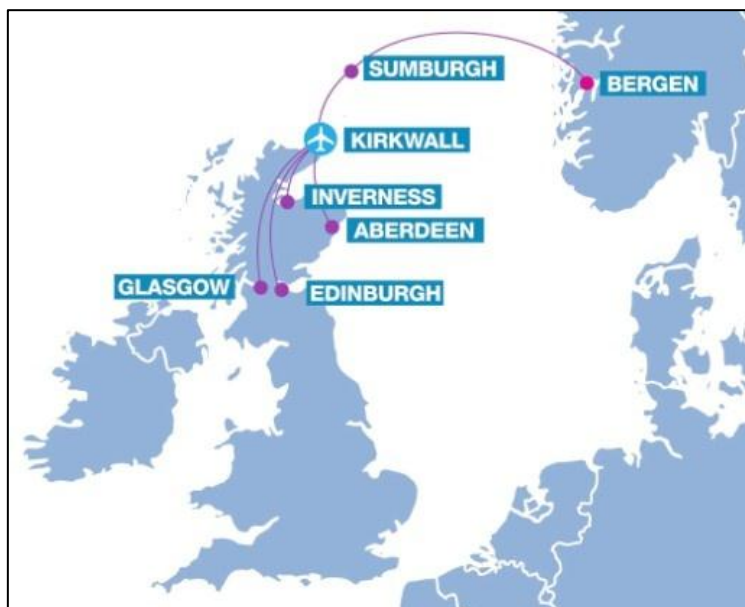 SUMBURGH
BERGEN
KIRKWALL
INVERNESS
ABERDEEN
GLASGOW
EDINBURGH